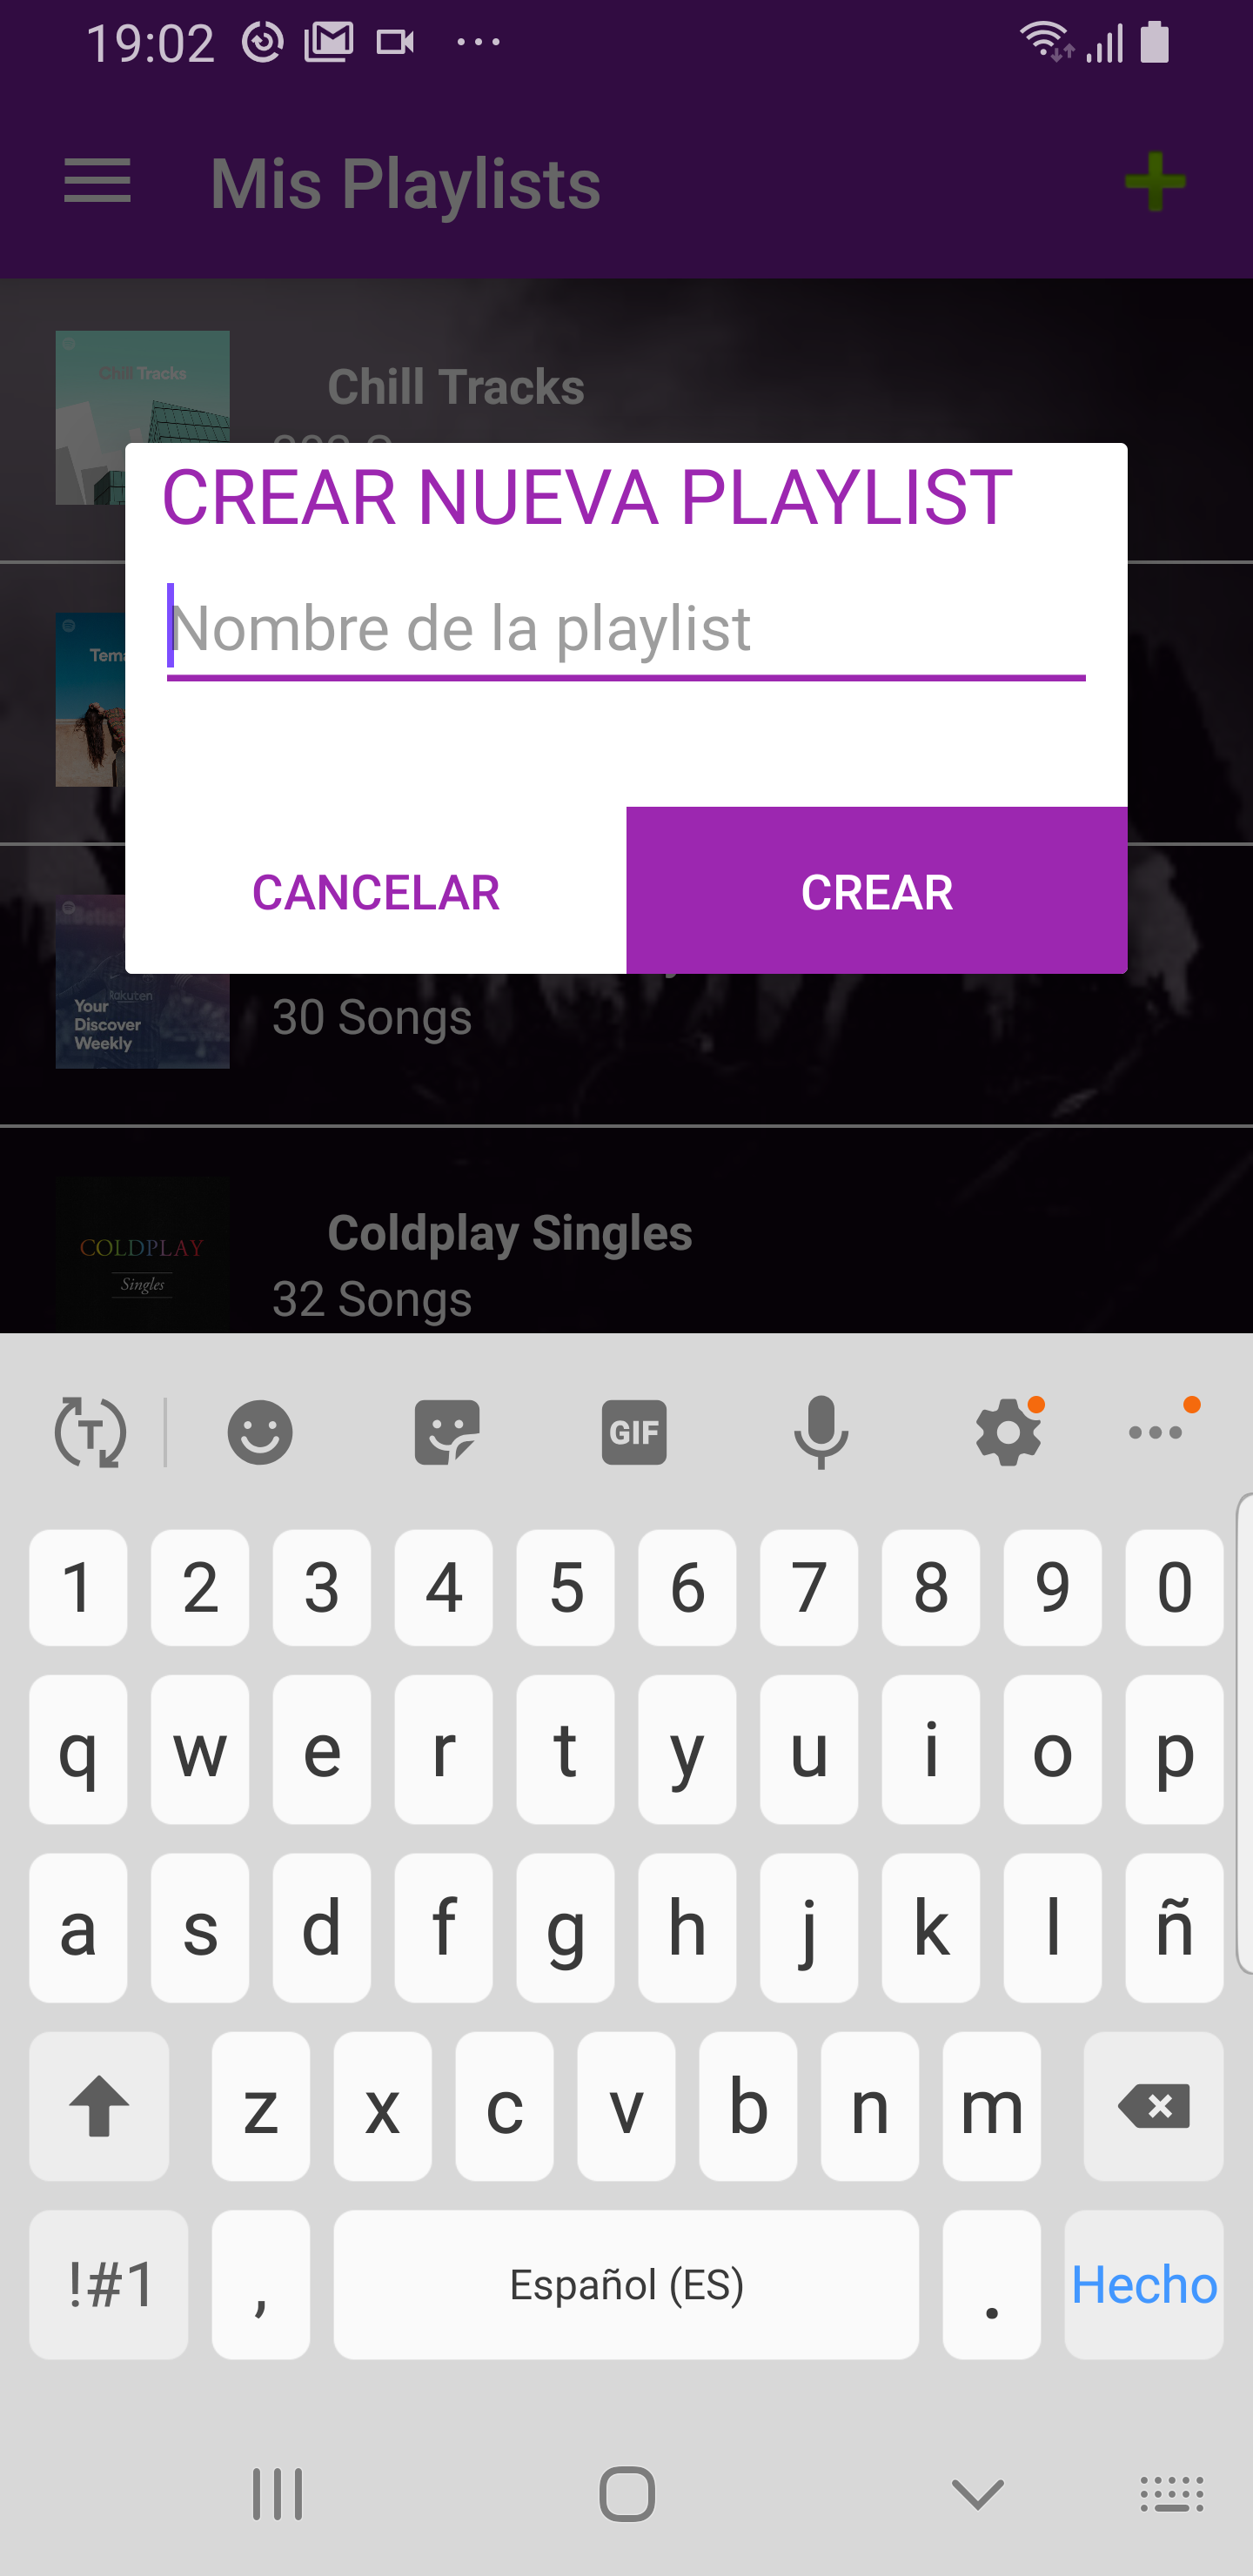 19:02
Mis Playlists
Chill Tracks
Chill Tracks
CREAR NUEVA PLAYLIST
Nombre de la playlist
CANCELAR
CREAR
Your
Discover
Weekly
Rakuten
30 Songs
COLDPLAY
Singles
Coldplay Singles
32 Songs
T
GIF
1 2 3 4 5 6 7 8 9 0
q w e r t y u i o p
a s d f g h j k l ñ
z x c v b n m
!#1 , Español (ES) . Hecho